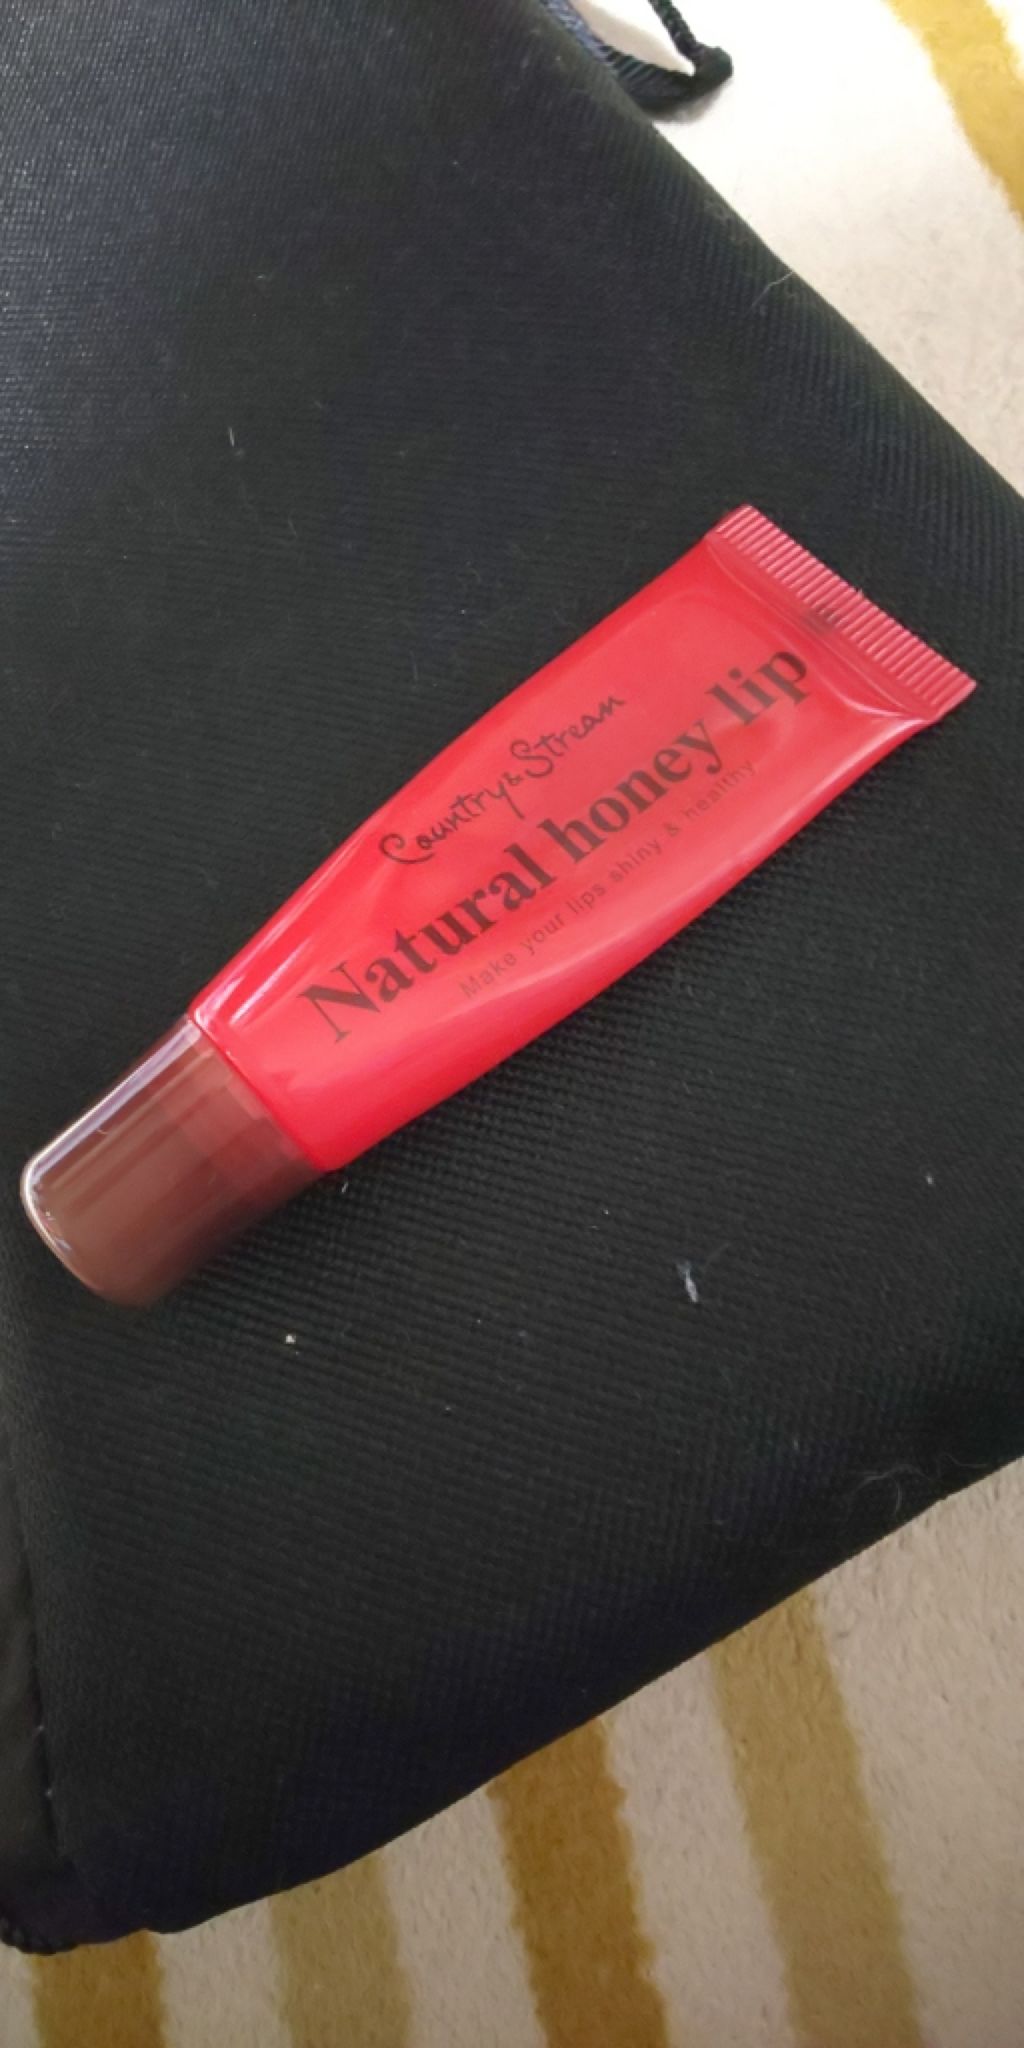 Country & Stream
Natural honey lip
Make your lips shiny & healthy